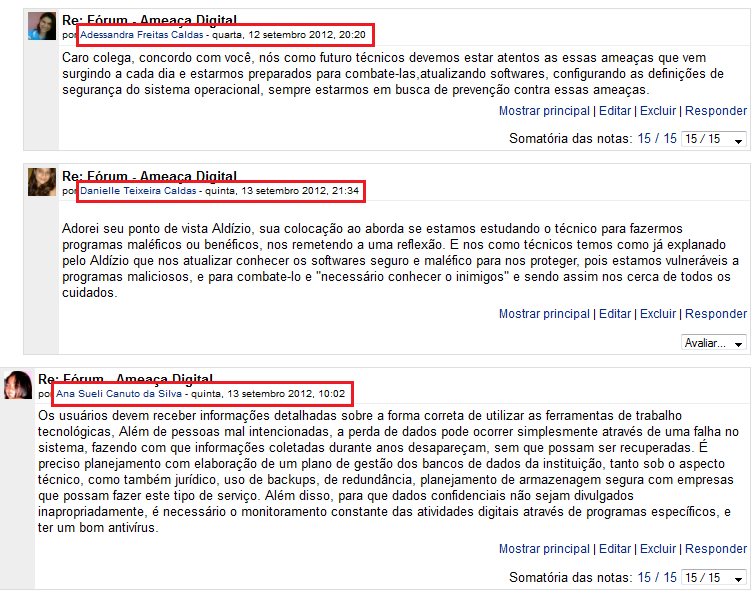 Re: Fórum - Ameaça Digital
por Adessandra Freitas Caldas - quarta, 12 setembro 2012, 20:20
Caro colega, concordo com você, nós como futuro técnicos devemos estar atentos as essas ameaças que vem
surgindo a cada dia e estarmos preparados para combate-las,atualizando softwares, configurando as definições de
segurança do sistema operacional, sempre estarmos em busca de prevenção contra essas ameaças.
Mostrar principal | Editar | Excluir | Responder
Somatória das notas: 15 / 15 15 / 15
Re: Fórum - Ameaça Digital
por Danielle Teixeira Caldas - quinta, 13 setembro 2012, 21:34
Adorei seu ponto de vista Aldízio, sua colocação ao aborda se estamos estudando o técnico para fazermos
programas maléficos ou benéficos, nos remetendo a uma reflexão. E nos como técnicos temos como já explanado
pelo Aldízio que nos atualizar conhecer os softwares seguro e maléfico para nos proteger, pois estamos vulneráveis a
programas maliciosos, e para combate-lo e "necessário conhecer o inimigos" e sendo assim nos cerca de todos os
cuidados.
Mostrar principal | Editar | Excluir | Responder
Avaliar...
Re: Fórum - Ameaça Digital
por Ana Sueli Canuto da Silva - quinta, 13 setembro 2012, 10:02
Os usuários devem receber informações detalhadas sobre a forma correta de utilizar as ferramentas de trabalho
tecnológicas, Além de pessoas mal intencionadas, a perda de dados pode ocorrer simplesmente através de uma falha no
sistema, fazendo com que informações coletadas durante anos desapareçam, sem que possam ser recuperadas. É
preciso planejamento com elaboração de um plano de gestão dos bancos de dados da instituição, tanto sob o aspecto
técnico, como também jurídico, uso de backups, de redundância, planejamento de armazenagem segura com empresas
que possam fazer este tipo de serviço. Além disso, para que dados confidenciais não sejam divulgados
inapropriadamente, é necessário o monitoramento constante das atividades digitais através de programas específicos, e
ter um bom antivírus.
Mostrar principal | Editar | Excluir | Responder
Somatória das notas: 15 / 15 15 / 15